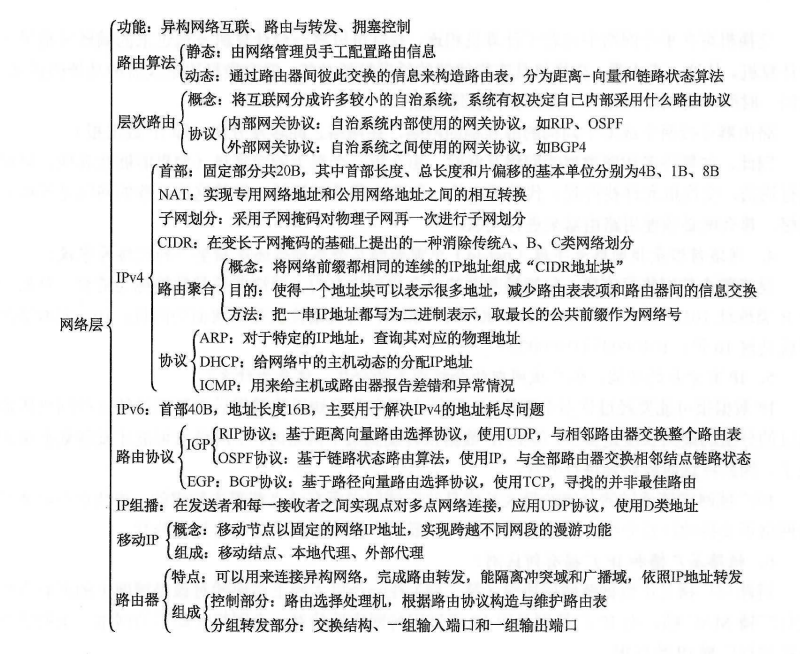 功能：异构网络互联、路由与转发、拥塞控制
路由算法
静态：由网络管理员手工配置路由信息
动态：通过路由器间彼此交换的信息来构造路由表，分为距离-向量和链路状态算法
层次路由
概念：将互联网分成许多较小的自治系统，系统有权决定自己内部采用什么路由协议
协议
内部网关协议：自治系统内部使用的网关协议，如RIP、OSPF
外部网关协议：自治系统之间使用的网关协议，如BGP4
网络层
IPv4
首部：固定部分共20B，其中首部长度、总长度和片偏移的基本单位分别为4B、1B、8B
NAT：实现专用网络地址和公用网络地址之间的相互转换
子网划分：采用子网掩码对物理子网再一次进行子网划分
CIDR：在变长子网掩码的基础上提出的一种消除传统A、B、C类网络划分
路由聚合
概念：将网络前缀都相同的连续的IP地址组成“CIDR地址块”
目的：使得一个地址块可以表示很多地址，减少路由表表项和路由器间的信息交换
方法：把一串IP地址都写为二进制表示，取最长的公共前缀作为网络号
协议
ARP：对于特定的IP地址，查询其对应的物理地址
DHCP：给网络中的主机动态的分配IP地址
ICMP：用来给主机或路由器报告差错和异常情况
IPv6：首部40B，地址长度16B，主要用于解决IPv4的地址耗尽问题
路由协议
IGP
RIP协议：基于距离向量路由选择协议，使用UDP，与相邻路由器交换整个路由表
OSPF协议：基于链路状态路由算法，使用IP，与全部路由器交换相邻结点链路状态
EGP：BGP协议：基于路径向量路由选择协议，使用TCP，寻找的并非最佳路由
IP组播：在发送者和每一接收者之间实现点对多点网络连接，应用UDP协议，使用D类地址
移动IP
概念：移动节点以固定的网络IP地址，实现跨越不同网段的漫游功能
组成：移动结点、本地代理、外部代理
路由器
特点：可以用来连接异构网络，完成路由转发，能隔离冲突域和广播域，依照IP地址转发
组成
控制部分：路由选择处理机，根据路由协议构造与维护路由表
分组转发部分：交换结构、一组输入端口和一组输出端口